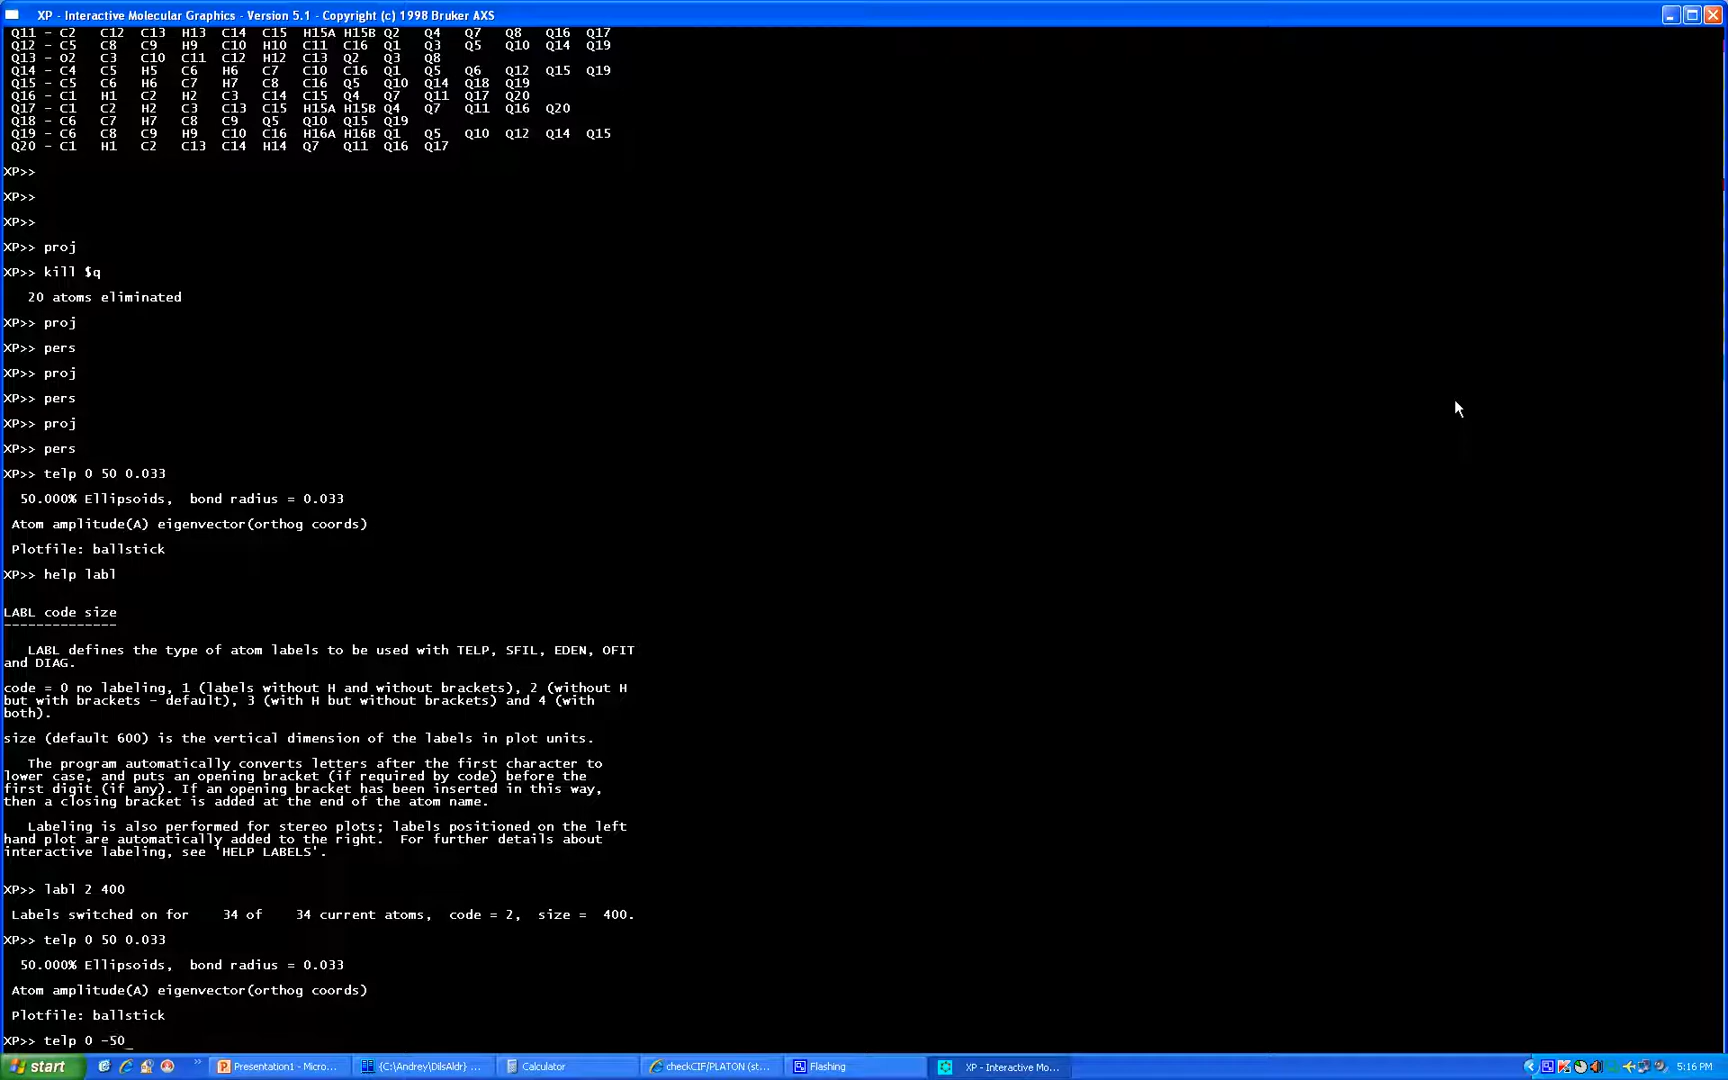 XP - Interactive Molecular Graphics - Version 5.1 - Copyright (c) 1998 Bruker AXS
Q11 - C2 C12 C13 H13 C14 C15 H15A H15B Q2 Q4 Q7 Q8 Q16 Q17
Q12 - C5 C8 C9 H9 C10 H10 C11 C16 Q1 Q3 Q5 Q10 Q14 Q19
Q13 - O2 C3 C10 C11 C12 H12 C13 Q2 Q3 Q8
Q14 - C4 C5 H5 C6 H6 C7 C10 C16 Q1 Q5 Q6 Q12 Q15 Q19
Q15 - C5 C6 H6 C7 H7 C8 C16 Q5 Q10 Q14 Q18 Q19
Q16 - C1 H1 C2 H2 C3 C14 C15 Q4 Q7 Q11 Q17 Q20
Q17 - C1 C2 H2 C3 C13 C15 H15A H15B Q4 Q7 Q11 Q16 Q20
Q18 - C6 C7 H7 C8 C9 Q5 Q10 Q15 Q19
Q19 - C6 C8 C9 H9 C10 C16 H16A H16B Q1 Q5 Q10 Q12 Q14 Q15
Q20 - C1 H1 C2 C13 C14 H14 Q7 Q11 Q16 Q17
XP>>
XP>>
XP>>
XP>> proj
XP>> kill $q
20 atoms eliminated
XP>> proj
XP>> pers
XP>> proj
XP>> pers
XP>> proj
XP>> pers
XP>> telp 0 50 0.033
50.000% Ellipsoids, bond radius = 0.033
Atom amplitude(A) eigenvector(orthog coords)
Plotfile: ballstick
XP>> help labl
LABL code size
--------------
LABL defines the type of atom labels to be used with TELP, SFIL, EDEN, OFIT
and DIAG.
code = 0 no labeling, 1 (labels without H and without brackets), 2 (without H
but with brackets - default), 3 (with H but without brackets) and 4 (with
both).
size (default 600) is the vertical dimension of the labels in plot units.
The program automatically converts letters after the first character to
lower case, and puts an opening bracket (if required by code) before the
first digit (if any). If an opening bracket has been inserted in this way,
then a closing bracket is added at the end of the atom name.
Labeling is also performed for stereo plots; labels positioned on the left
hand plot are automatically added to the right. For further details about
interactive labeling, see 'HELP LABELS'.
XP>> labl 2 400
Labels switched on for 34 of 34 current atoms, code = 2, size = 400.
XP>> telp 0 50 0.033
50.000% Ellipsoids, bond radius = 0.033
Atom amplitude(A) eigenvector(orthog coords)
Plotfile: ballstick
XP>> telp 0 -50_
start
Presentation1 - Micro...
{C:\Andrey\DilsAldr} ...
Calculator
checkCIF/PLATON (st...
Flashing
XP - Interactive Mo...
5:16 PM